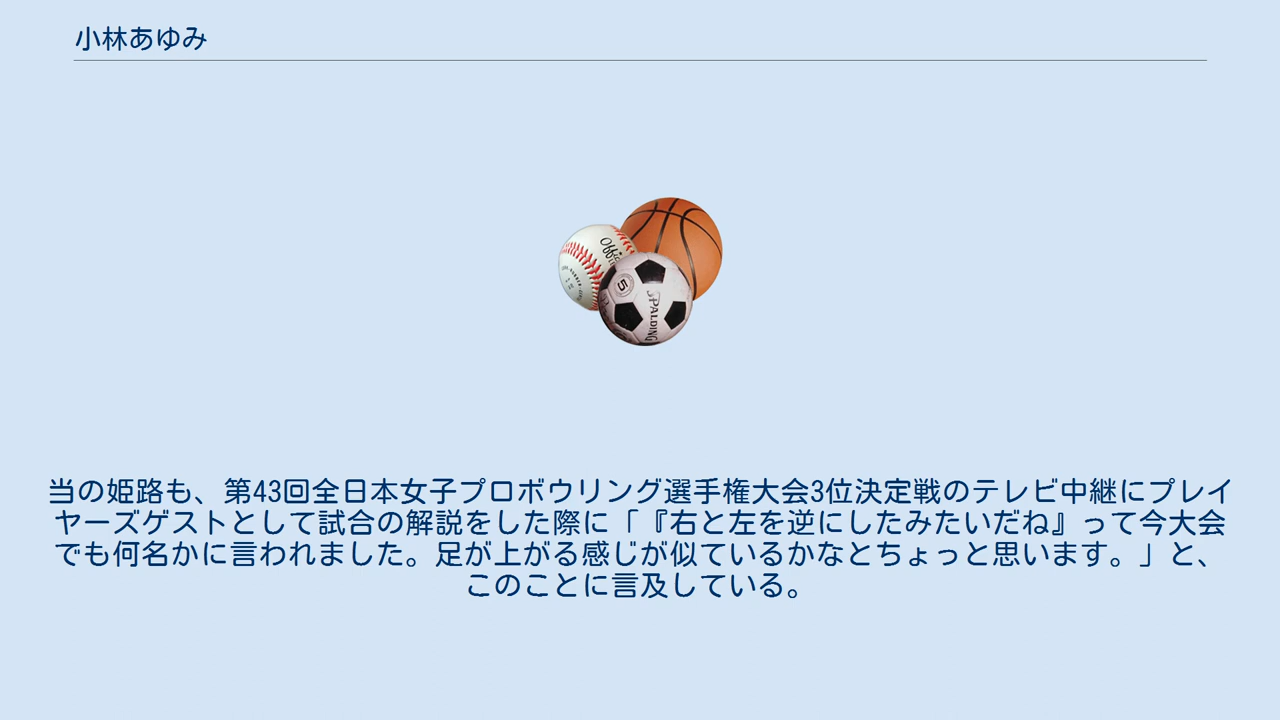 小林あゆみ
Offici
5
SPALDING
当の姫路も、第43回全日本女子プロボウリング選手権大会3位決定戦のテレビ中継にプレイ
ヤーズゲストとして試合の解説をした際に「『右と左を逆にしたみたいだね』って今大会
でも何名かに言われました。足が上がる感じが似ているかなとちょっと思います。」と、
このことに言及している。